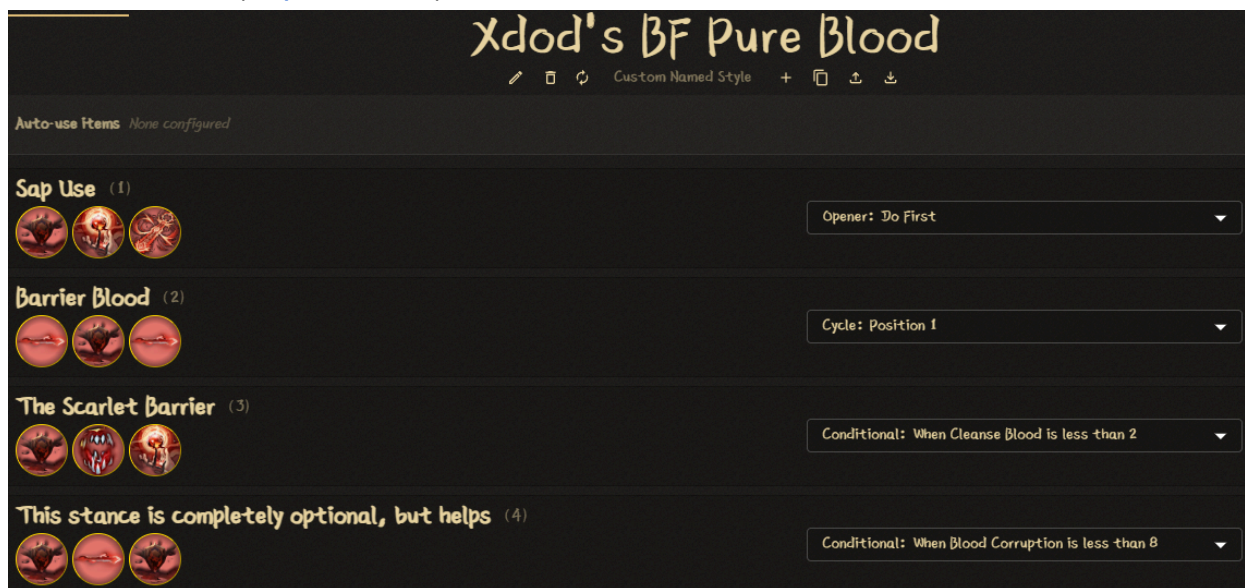 Xdod's BF Pure Blood
Custom Named Style
Auto-use Items None configured
Sap Use (1)
Opener: Do First
Barrier Blood (2)
Cycle: Position 1
The Scarlet Barrier (3)
Conditional: When Cleanse Blood is less than 2
This stance is completely optional, but helps (4)
Conditional: When Blood Corruption is less than 8